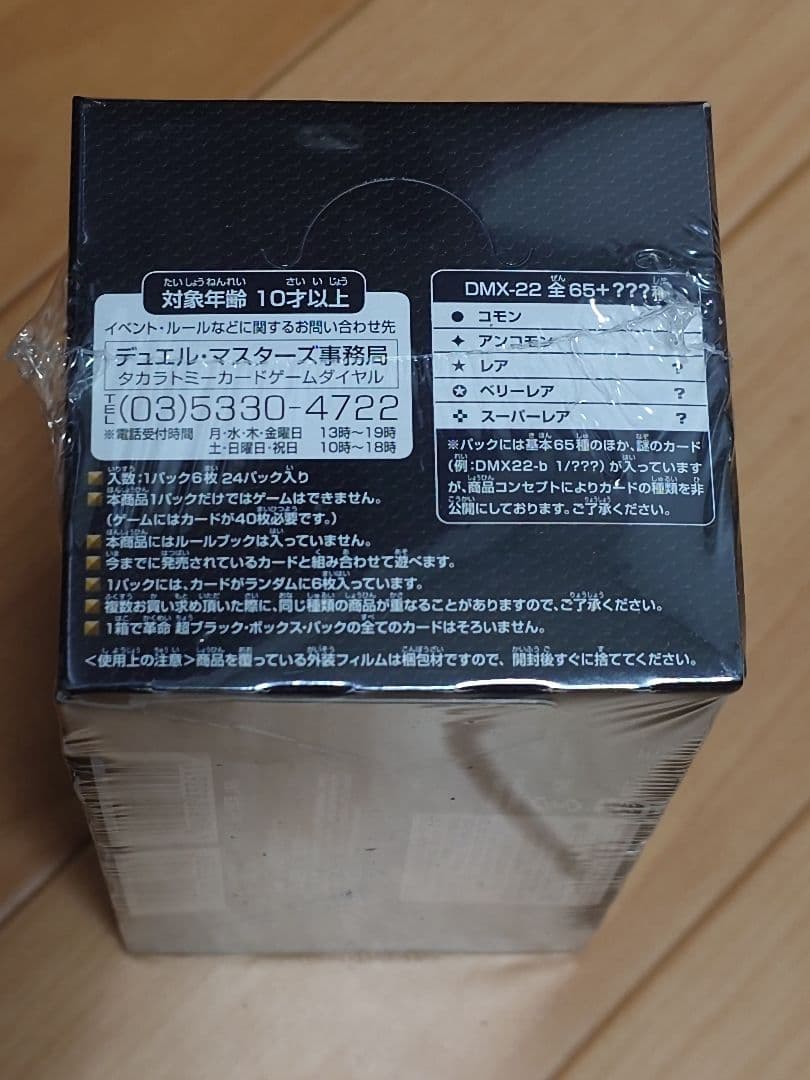 対象年齢 10才以上
イベント・ルールなどに関するお問い合わせ先
デュエル・マスターズ事務局
タカラトミーカードゲームダイヤル
TEL (03)5330-4722
※電話受付時間 月・水・木・金曜日 13時〜19時
土・日曜日・祝日 10時〜18時
DMX-22 全65+???種
● コモン
✦ アンコモン
★ レア ?
✪ ベリーレア ?
スーパーレア ?
※パックには基本65種のほか、謎のカード
(例:DMX22-b 1/???)が入っています
が、商品コンセプトによりカードの種類を非
公開にしております。ご了承ください。
入数:1パック6枚 24パック入り
本商品1パックだけではゲームはできません。
(ゲームにはカードが40枚必要です。)
本商品にはルールブックは入っていません。
今までに発売されているカードと組み合わせて遊べます。
1パックには、カードがランダムに6枚入っています。
複数お買い求め頂いた際に、同じ種類の商品が重なることがありますので、ご了承ください。
1箱で革命 超ブラック・ボックス・パックの全てのカードはそろいません。
<使用上の注意>商品を覆っている外装フィルムは梱包材ですので、開封後すぐに捨ててください。